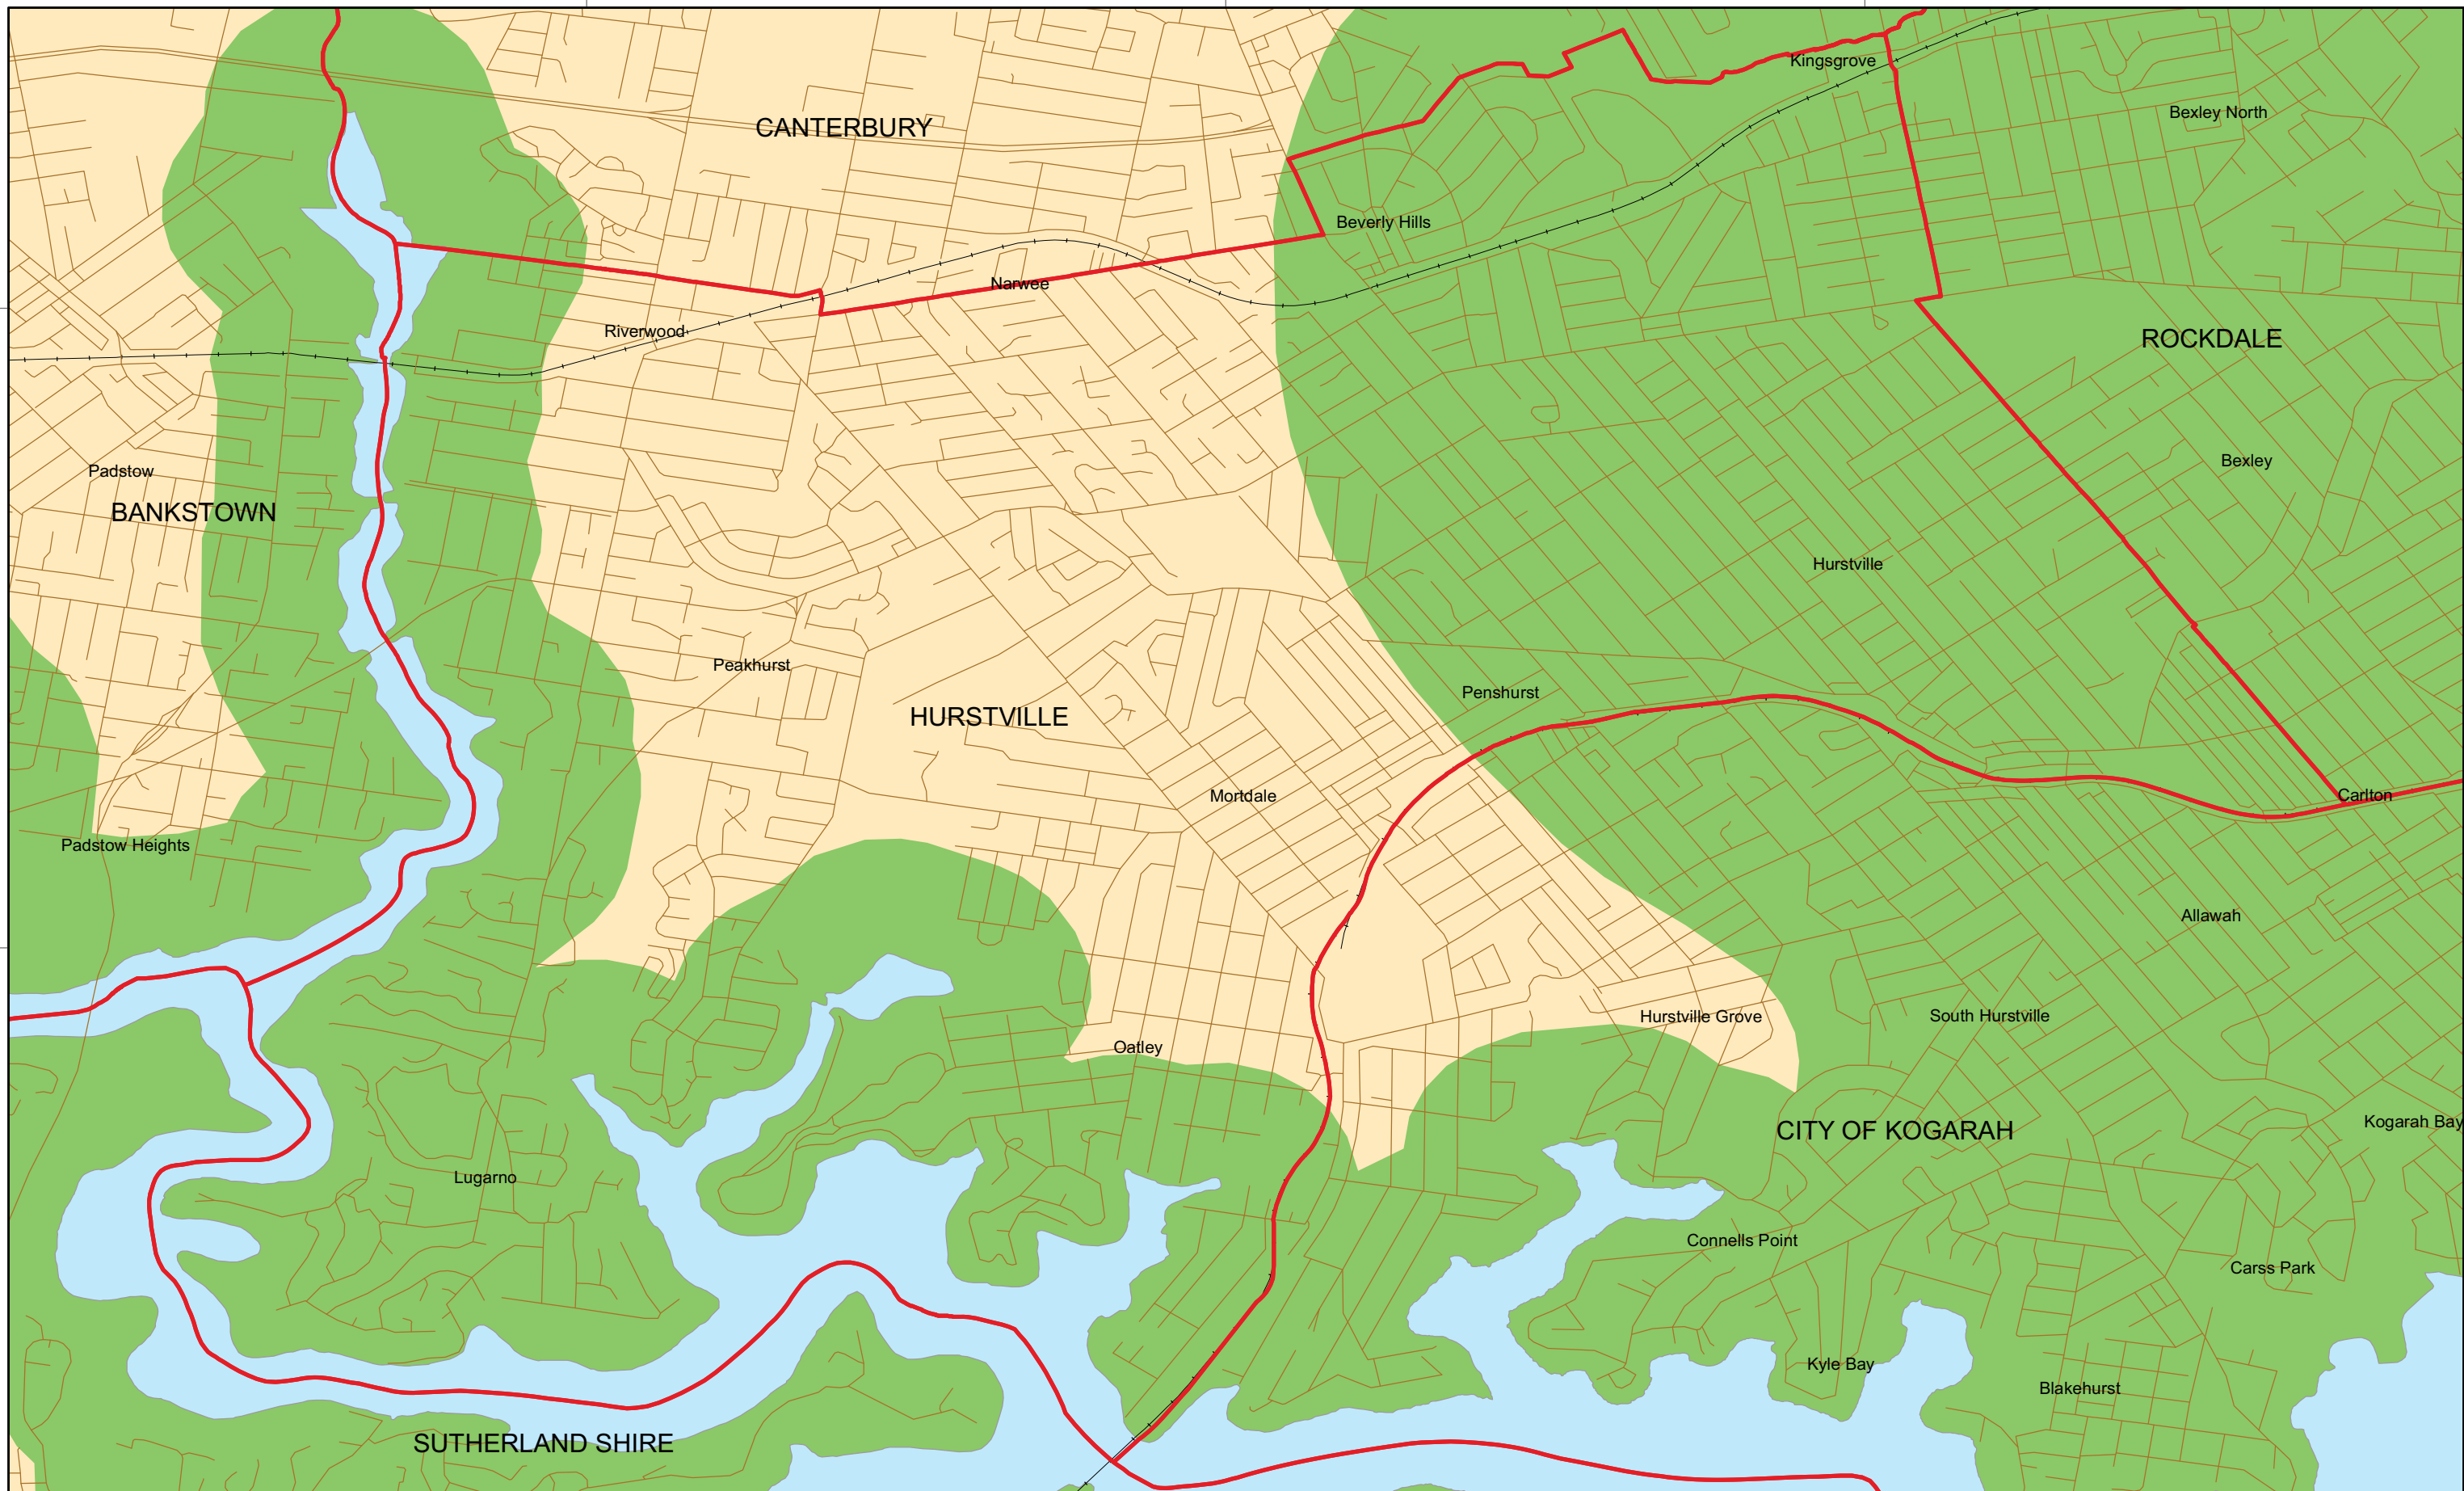 Kingsgrove
Bexley North
CANTERBURY
Beverly Hills
Narwee
Riverwood
ROCKDALE
Bexley
Padstow
BANKSTOWN
Hurstville
Peakhurst
Penshurst
HURSTVILLE
Mortdale
Carlton
Padstow Heights
Allawah
Hurstville Grove
South Hurstville
Oatley
Kogarah Bay
CITY OF KOGARAH
Lugarno
Connells Point
Carss Park
Kyle Bay
Blakehurst
SUTHERLAND SHIRE